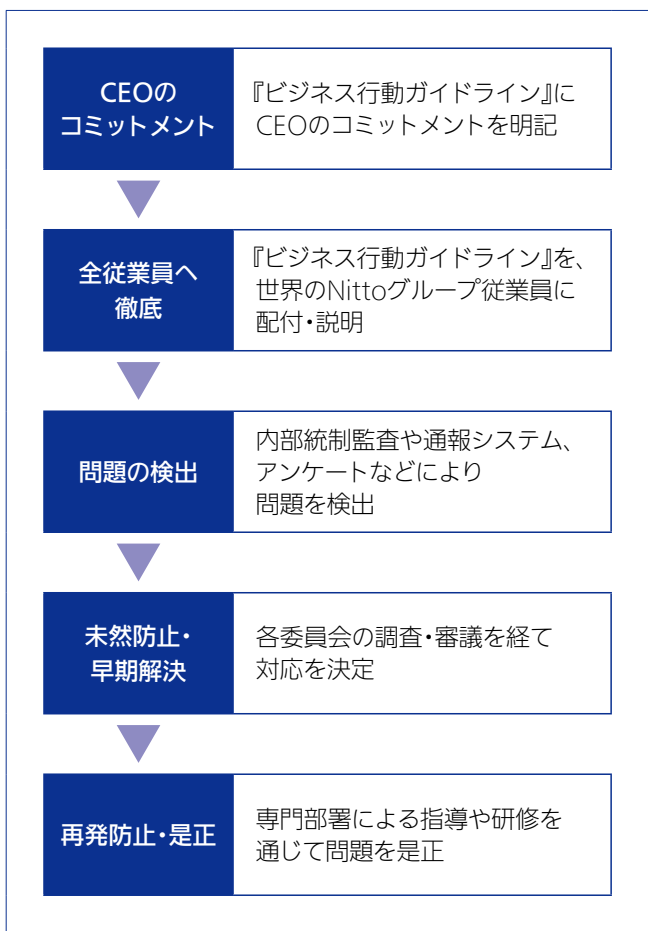 CEOの
コミットメント
『ビジネス行動ガイドライン』に
CEOのコミットメントを明記
全従業員へ
徹底
『ビジネス行動ガイドライン』を、
世界のNittoグループ従業員に
配付・説明
問題の検出
内部統制監査や通報システム、
アンケートなどにより
問題を検出
未然防止・
早期解決
各委員会の調査・審議を経て
対応を決定
再発防止・是正
専門部署による指導や研修を
通じて問題を是正